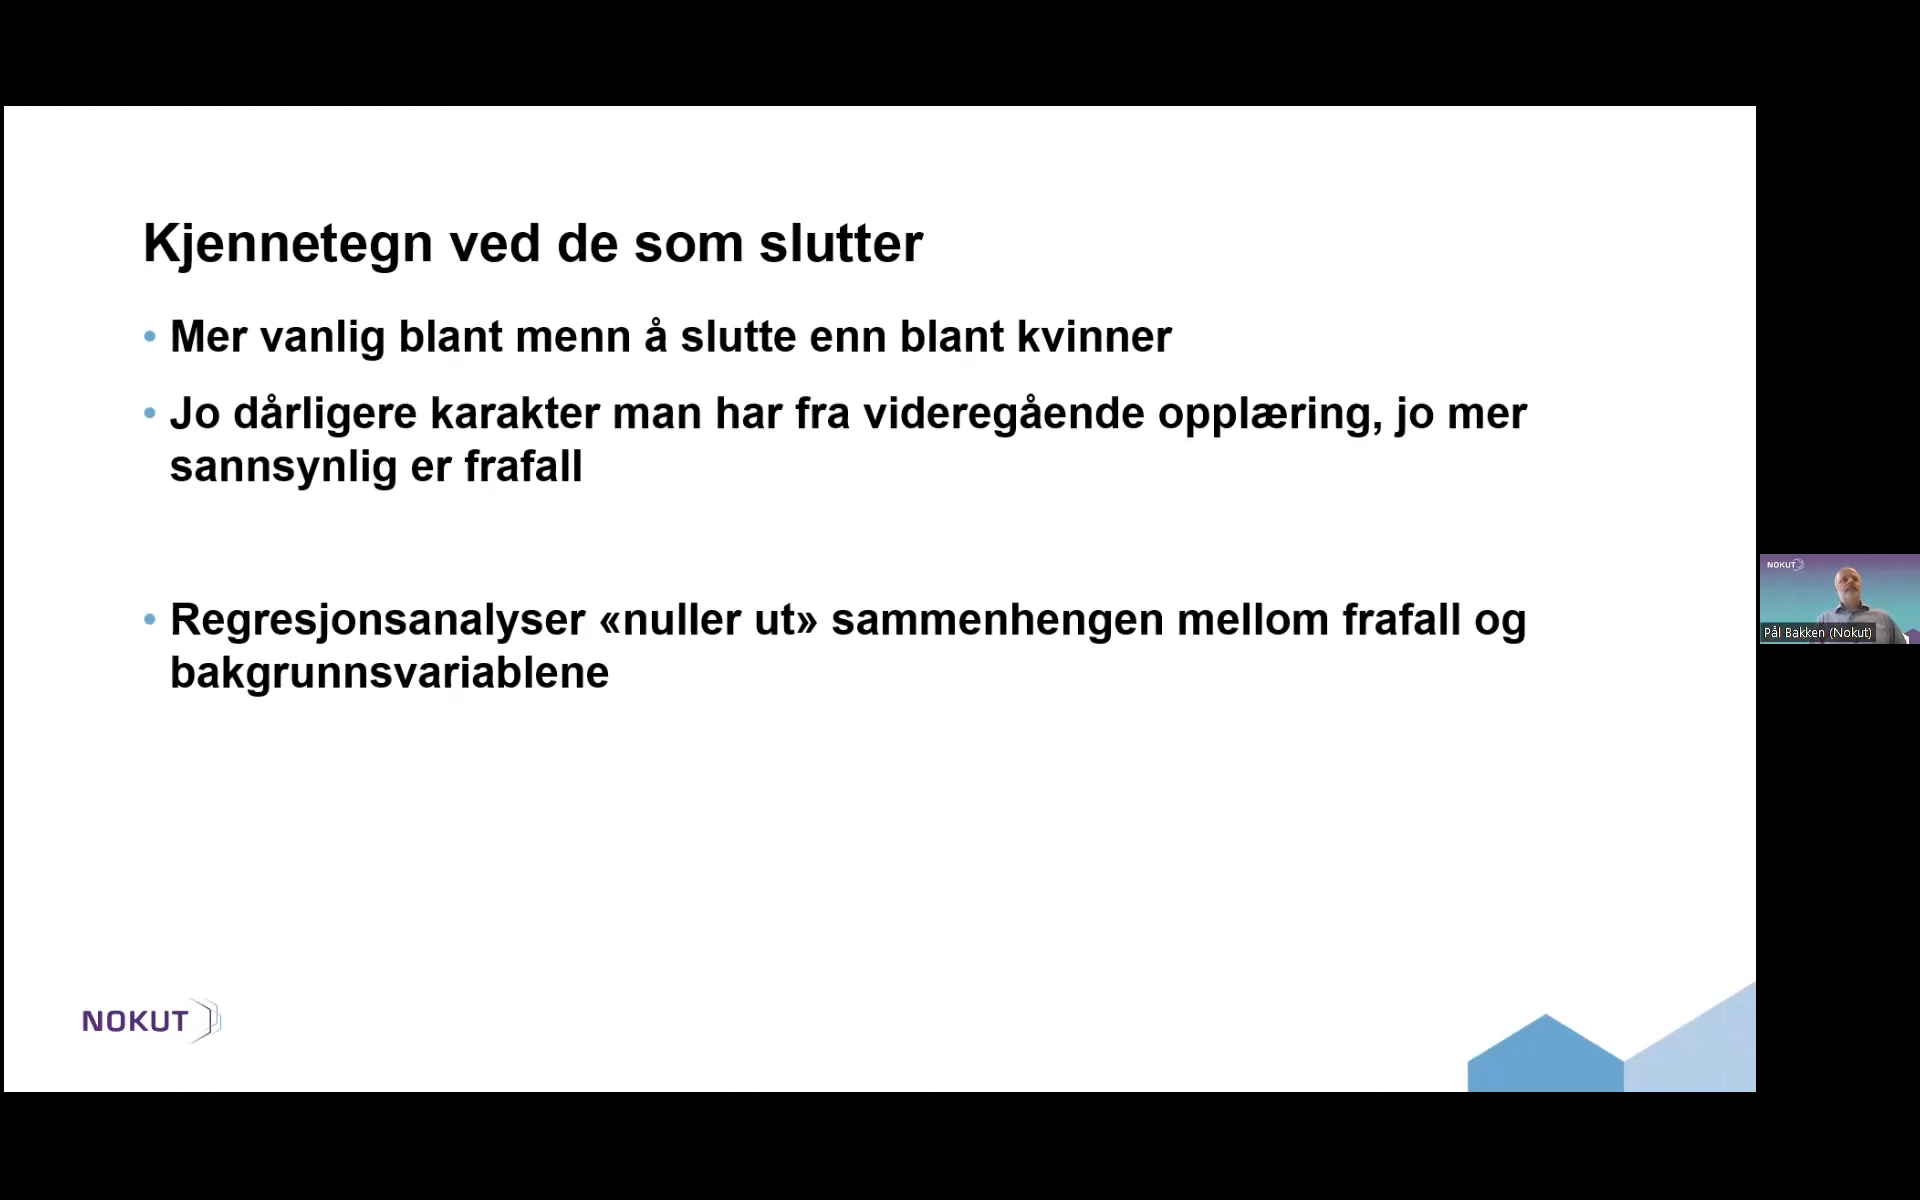 Kjennetegn ved de som slutter
• Mer vanlig blant menn å slutte enn blant kvinner
• Jo dårligere karakter man har fra videregående opplæring, jo mer
sannsynlig er frafall
• Regresjonsanalyser «nuller ut» sammenhengen mellom frafall og
bakgrunnsvariablene
NOKUT
NOKUT
Pål Bakken (Nokut)